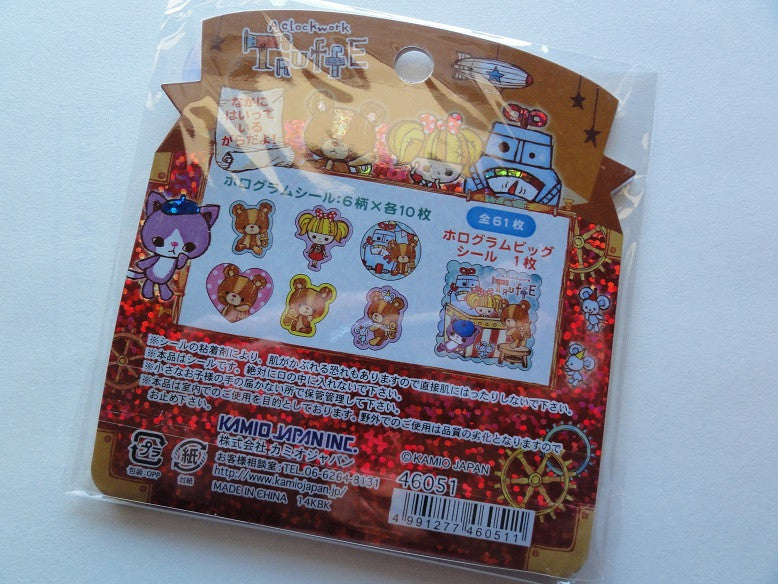 A Clockwork
TRuffE
なかに
はいって
いる
がらだよ!
ホログラムシール:6柄×各10枚
全61枚
ホログラムビッグ
シール 1枚
TRuffE
※シールの粘着剤により、肌がかぶれる恐れもありますので直接肌にはったりしないで下さい。
※本品はシールです。絶対に口の中に入れないで下さい。
※小さなお子様の手の届かない所で保管管理して下さい。
※本品は室内でのご使用を目的としております。野外でのご使用は品質の劣化となりますので
お止め下さい。
KAMIO JAPAN INC.
株式会社カミオジャパン
お客様相談室:TEL.06-6264-8131
http://www.kamiojapan.jp/
MADE IN CHINA 14KBK
プラ
包装:OPP
紙
台紙
©KAMIO JAPAN
46051
4 991277 460511